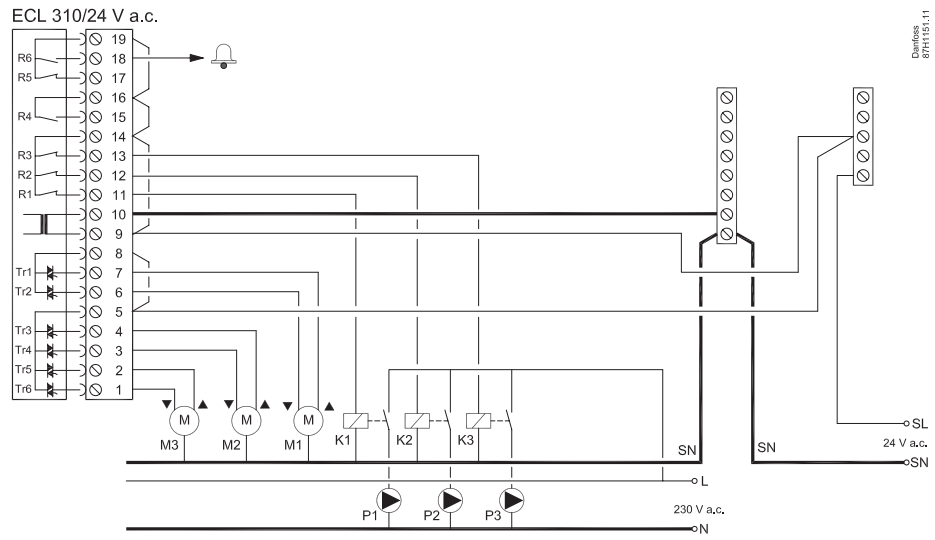 ECL 310/24 V a.c.
Danfoss
87H1151.11
19
R6 18
R5 17
16
R4 15
14
R3 13
R2 12
R1 11
10
9
8
Tr1 7
Tr2 6
5
Tr3 4
Tr4 3
Tr5 2
Tr6 1
M M M
M3 M2 M1 K1 K2 K3
SL
24 V a.c.
SN SN SN
L
P1 P2 P3
230 V a.c.
N